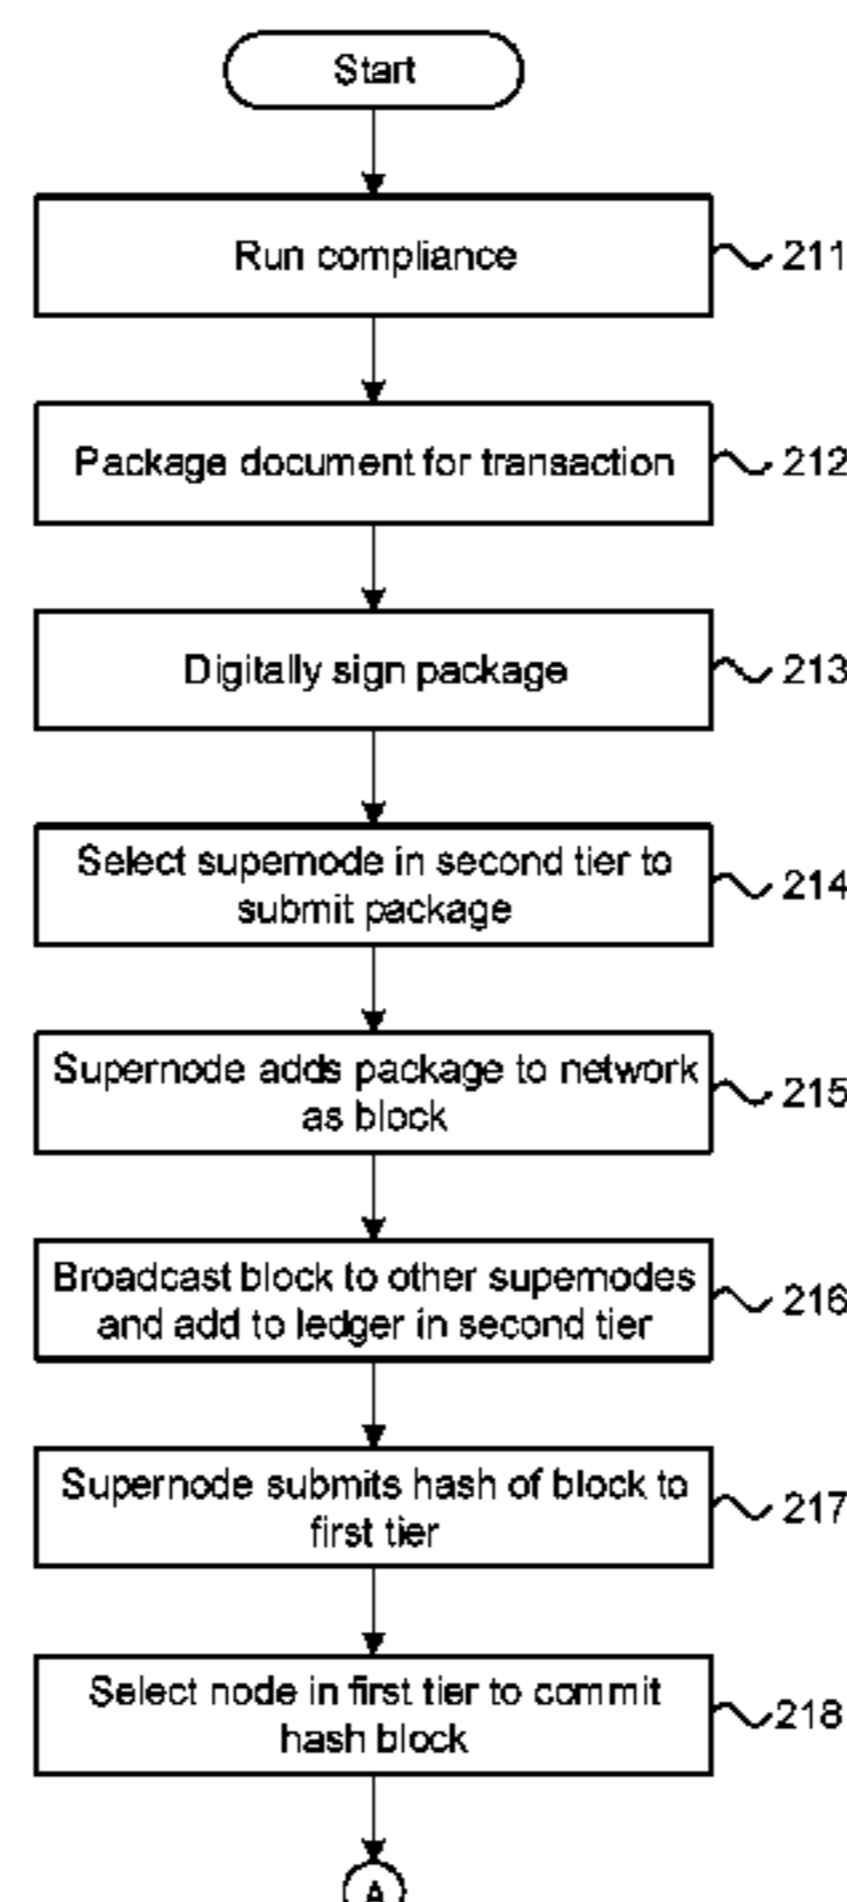 Start
Run compliance
211
Package document for transaction
212
Digitally sign package
213
Select supernode in second tier to
submit package
214
Supernode adds package to network
as block
215
Broadcast block to other supernodes
and add to ledger in second tier
216
Supernode submits hash of block to
first tier
217
Select node in first tier to commit
hash block
218
A